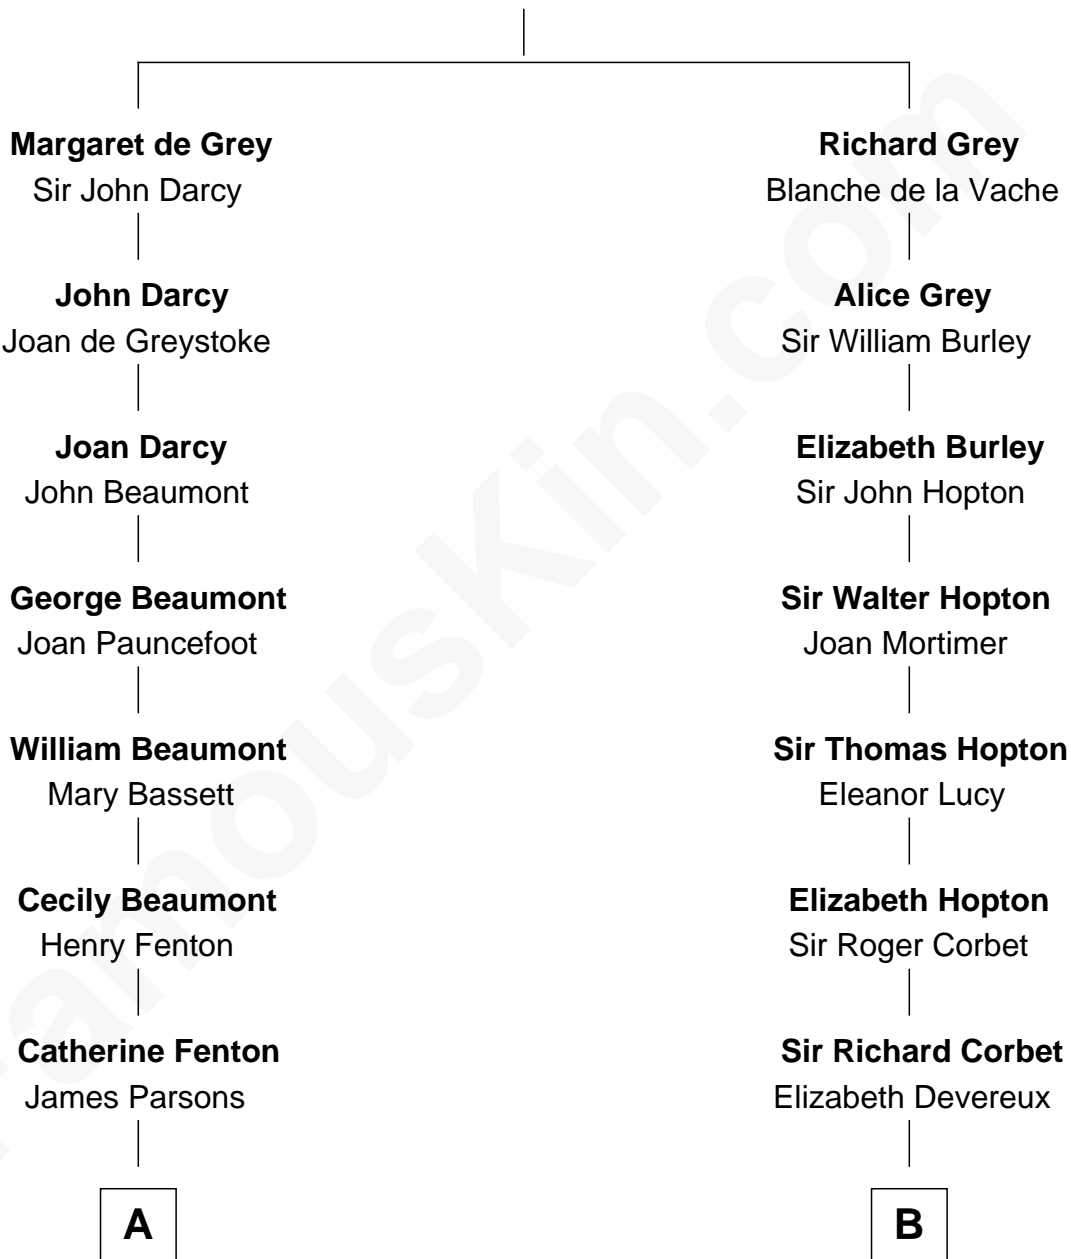 Margaret de Grey
Sir John Darcy
John Darcy
Joan de Greystoke
Joan Darcy
John Beaumont
George Beaumont
Joan Pauncefoot
William Beaumont
Mary Bassett
Cecily Beaumont
Henry Fenton
Catherine Fenton
James Parsons
A
Richard Grey
Blanche de la Vache
Alice Grey
Sir William Burley
Elizabeth Burley
Sir John Hopton
Sir Walter Hopton
Joan Mortimer
Sir Thomas Hopton
Eleanor Lucy
Elizabeth Hopton
Sir Roger Corbet
Sir Richard Corbet
Elizabeth Devereux
B
FamousKin.com